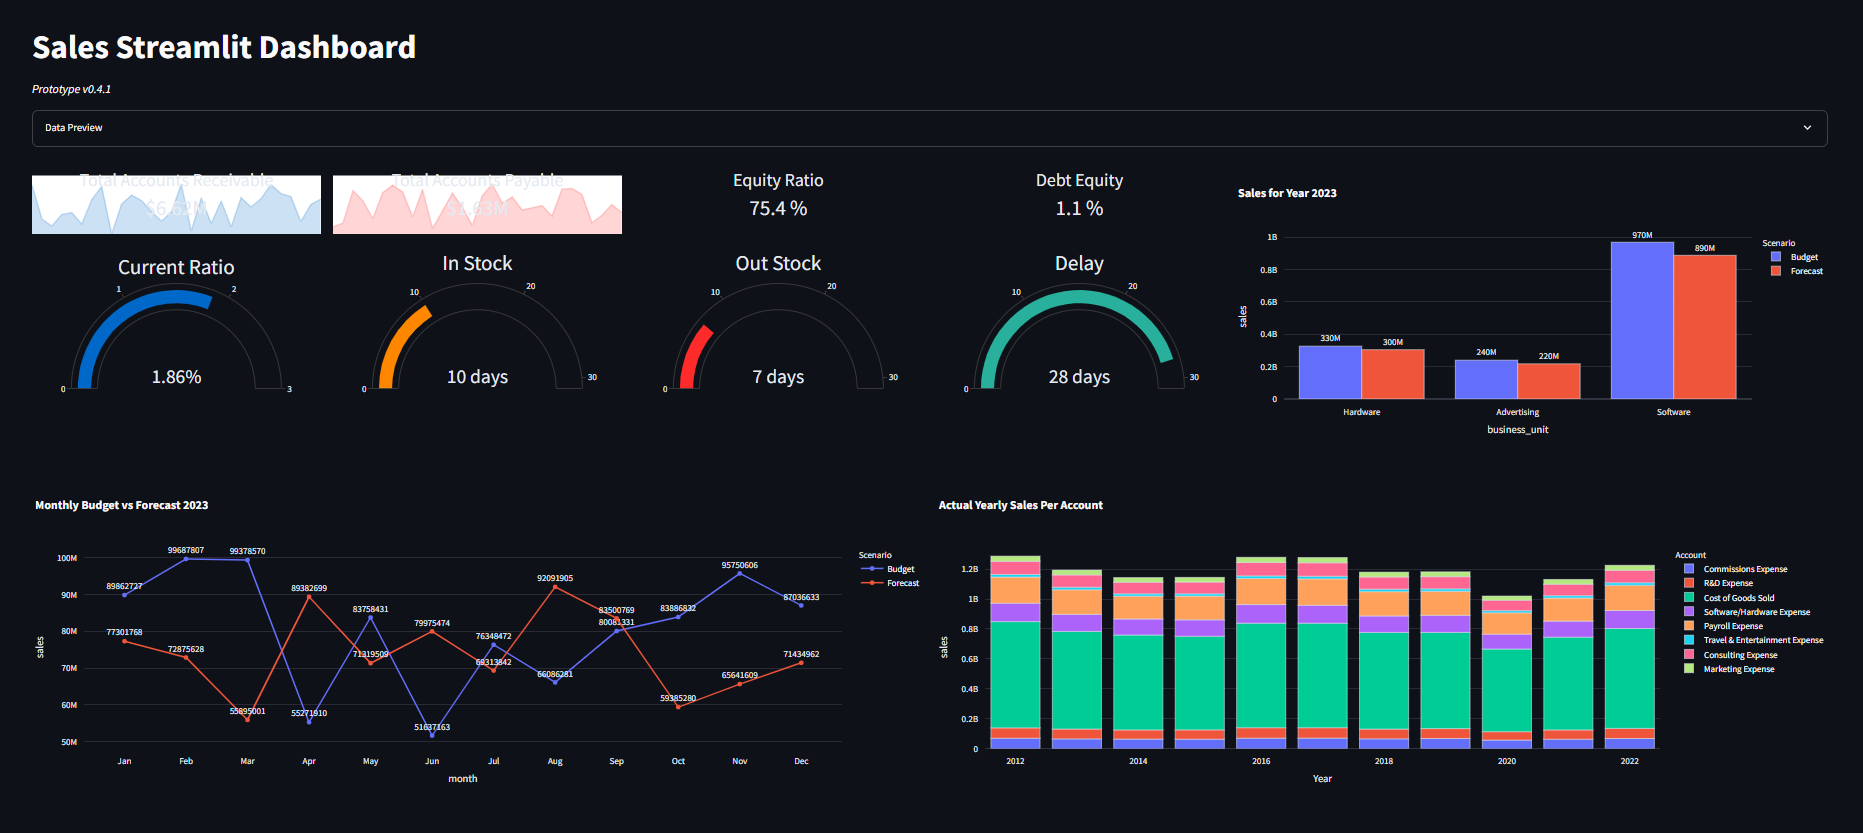 Sales Streamlit Dashboard
Prototype v0.4.1
Data Preview
Total Accounts Receivable
$6.62M
Total Accounts Payable
$1.63M
Equity Ratio
75.4 %
Debt Equity
1.1 %
Current Ratio
0
1
2
3
1.86%
In Stock
0
10
20
30
10 days
Out Stock
0
10
20
30
7 days
Delay
0
10
20
30
28 days
Sales for Year 2023
1B
0.8B
0.6B
0.4B
0.2B
0
sales
330M
300M
240M
220M
970M
890M
Hardware
Advertising
Software
business_unit
Scenario
Budget
Forecast
Monthly Budget vs Forecast 2023
100M
90M
80M
70M
60M
50M
sales
89862727
99687807
99378570
55271910
83758431
51637163
76348472
66086281
80081331
83886832
95750606
87036633
77301768
72875628
55895001
89382699
71319509
79975474
69313842
92091905
83500769
59385280
65641609
71434962
Jan
Feb
Mar
Apr
May
Jun
Jul
Aug
Sep
Oct
Nov
Dec
month
Scenario
Budget
Forecast
Actual Yearly Sales Per Account
1.2B
1B
0.8B
0.6B
0.4B
0.2B
0
sales
2012
2014
2016
2018
2020
2022
Year
Account
Commissions Expense
R&D Expense
Cost of Goods Sold
Software/Hardware Expense
Payroll Expense
Travel & Entertainment Expense
Consulting Expense
Marketing Expense